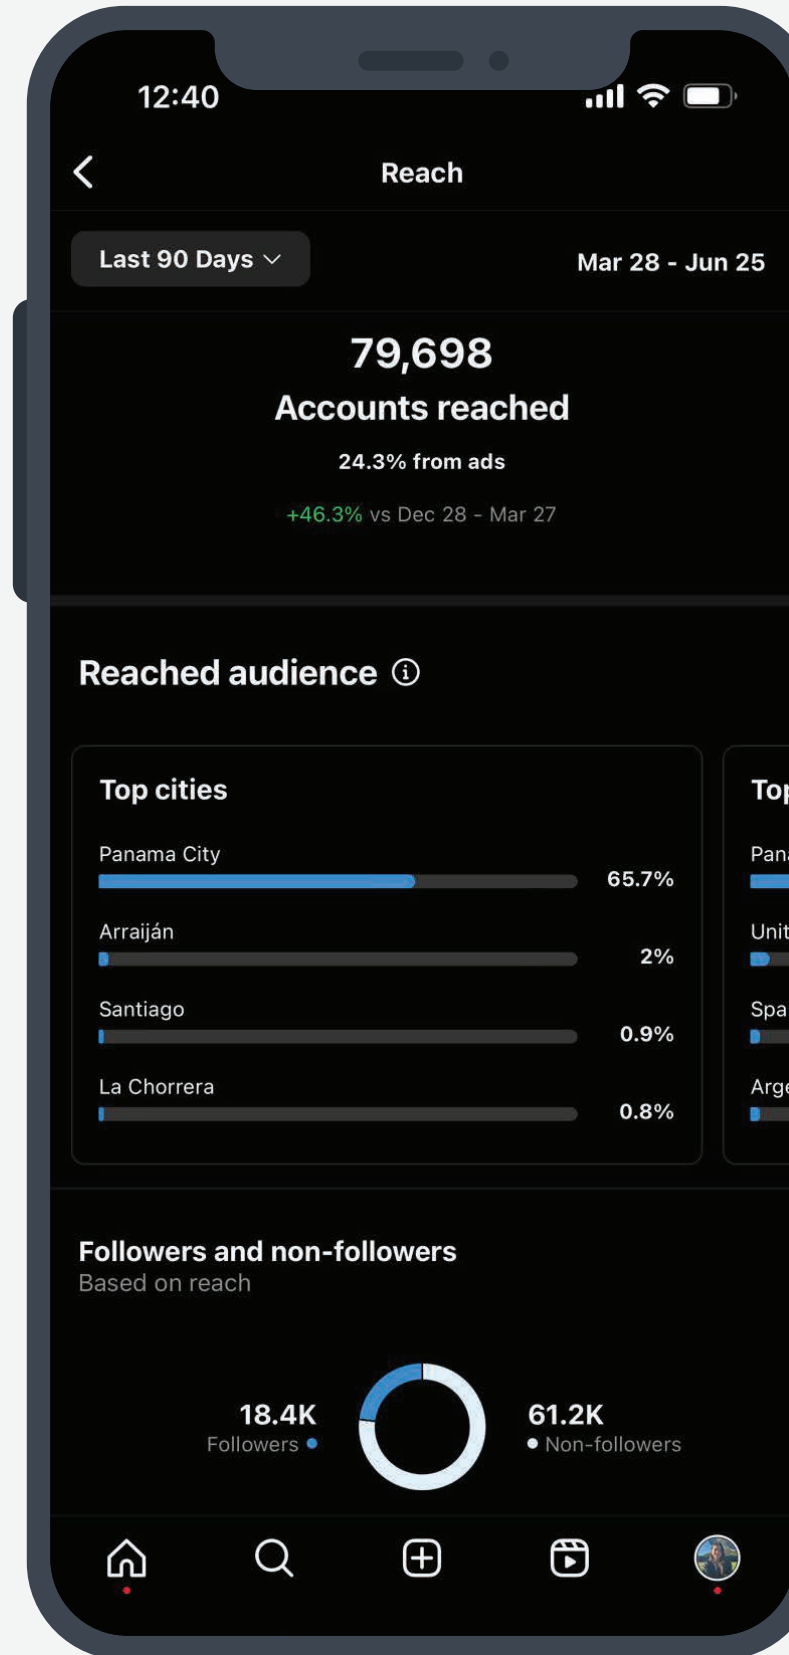 12:40
Reach
Last 90 Days
Mar 28 - Jun 25
79,698
Accounts reached
24.3% from ads
+46.3% vs Dec 28 - Mar 27
Reached audience
Top cities
Panama City
65.7%
Arraiján
2%
Santiago
0.9%
La Chorrera
0.8%
Followers and non-followers
Based on reach
18.4K
Followers
61.2K
Non-followers